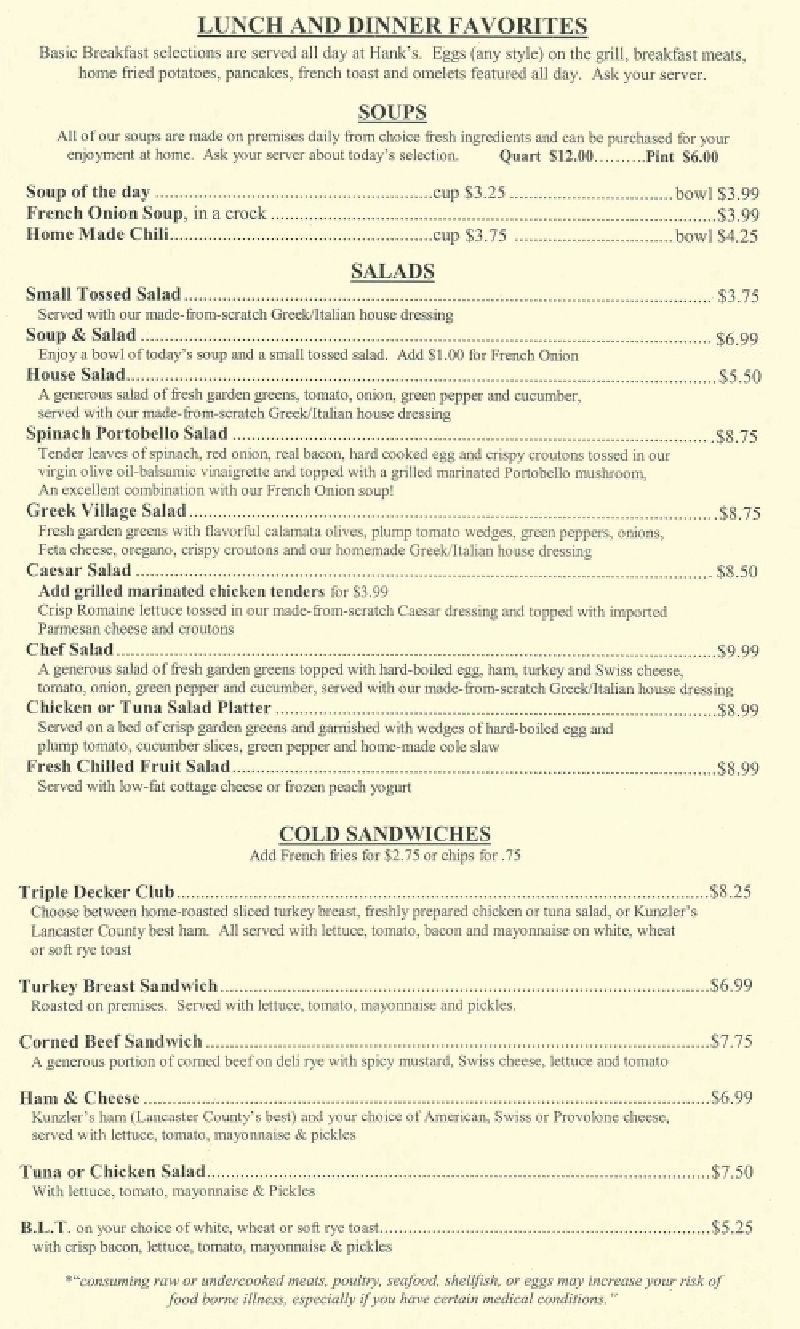 LUNCH AND DINNER FAVORITES
Basic Breakfast selections are served all day at Hank's. Eggs (any style) on the grill, breakfast meats,
home fried potatoes, pancakes, french toast and omelets featured all day. Ask your server.
SOUPS
All of our soups are made on premises daily from choice fresh ingredients and can be purchased for your
enjoyment at home. Ask your server about today's selection. Quart $12.00..........Pint $6.00
Soup of the day ..........cup $3.25 ..........bowl $3.99
French Onion Soup, in a crock ..........$3.99
Home Made Chili..........cup $3.75 ..........bowl $4.25
SALADS
Small Tossed Salad.......... $3.75
Served with our made-from-scratch Greek/Italian house dressing
Soup & Salad .......... $6.99
Enjoy a bowl of today's soup and a small tossed salad. Add $1.00 for French Onion
House Salad..........$5.50
A generous salad of fresh garden greens, tomato, onion, green pepper and cucumber,
served with our made-from-scratch Greek/Italian house dressing
Spinach Portobello Salad ..........$8.75
Tender leaves of spinach, red onion, real bacon, hard cooked egg and crispy croutons tossed in our
virgin olive oil-balsamic vinaigrette and topped with a grilled marinated Portobello mushroom,
An excellent combination with our French Onion soup!
Greek Village Salad..........$8.75
Fresh garden greens with flavorful calamata olives, plump tomato wedges, green peppers, onions,
Feta cheese, oregano, crispy croutons and our homemade Greek/Italian house dressing
Caesar Salad .......... $8.50
Add grilled marinated chicken tenders for $3.99
Crisp Romaine lettuce tossed in our made-from-scratch Caesar dressing and topped with imported
Parmesan cheese and croutons
Chef Salad..........$9.99
A generous salad of fresh garden greens topped with hard-boiled egg, ham, turkey and Swiss cheese,
tomato, onion, green pepper and cucumber, served with our made-from-scratch Greek/Italian house dressing
Chicken or Tuna Salad Platter ..........$8.99
Served on a bed of crisp garden greens and garnished with wedges of hard-boiled egg and
plump tomato, cucumber slices, green pepper and home-made cole slaw
Fresh Chilled Fruit Salad..........$8.99
Served with low-fat cottage cheese or frozen peach yogurt
COLD SANDWICHES
Add French fries for $2.75 or chips for .75
Triple Decker Club..........$8.25
Choose between home-roasted sliced turkey breast, freshly prepared chicken or tuna salad, or Kunzler's
Lancaster County best ham. All served with lettuce, tomato, bacon and mayonnaise on white, wheat
or soft rye toast
Turkey Breast Sandwich..........$6.99
Roasted on premises. Served with lettuce, tomato, mayonnaise and pickles.
Corned Beef Sandwich..........$7.75
A generous portion of corned beef on deli rye with spicy mustard, Swiss cheese, lettuce and tomato
Ham & Cheese ..........$6.99
Kunzler's ham (Lancaster County's best) and your choice of American, Swiss or Provolone cheese,
served with lettuce, tomato, mayonnaise & pickles
Tuna or Chicken Salad..........$7.50
With lettuce, tomato, mayonnaise & Pickles
B.L.T. on your choice of white, wheat or soft rye toast..........$5.25
with crisp bacon, lettuce, tomato, mayonnaise & pickles
*"consuming raw or undercooked meats, poultry, seafood, shellfish, or eggs may increase your risk of
food borne illness, especially if you have certain medical conditions."